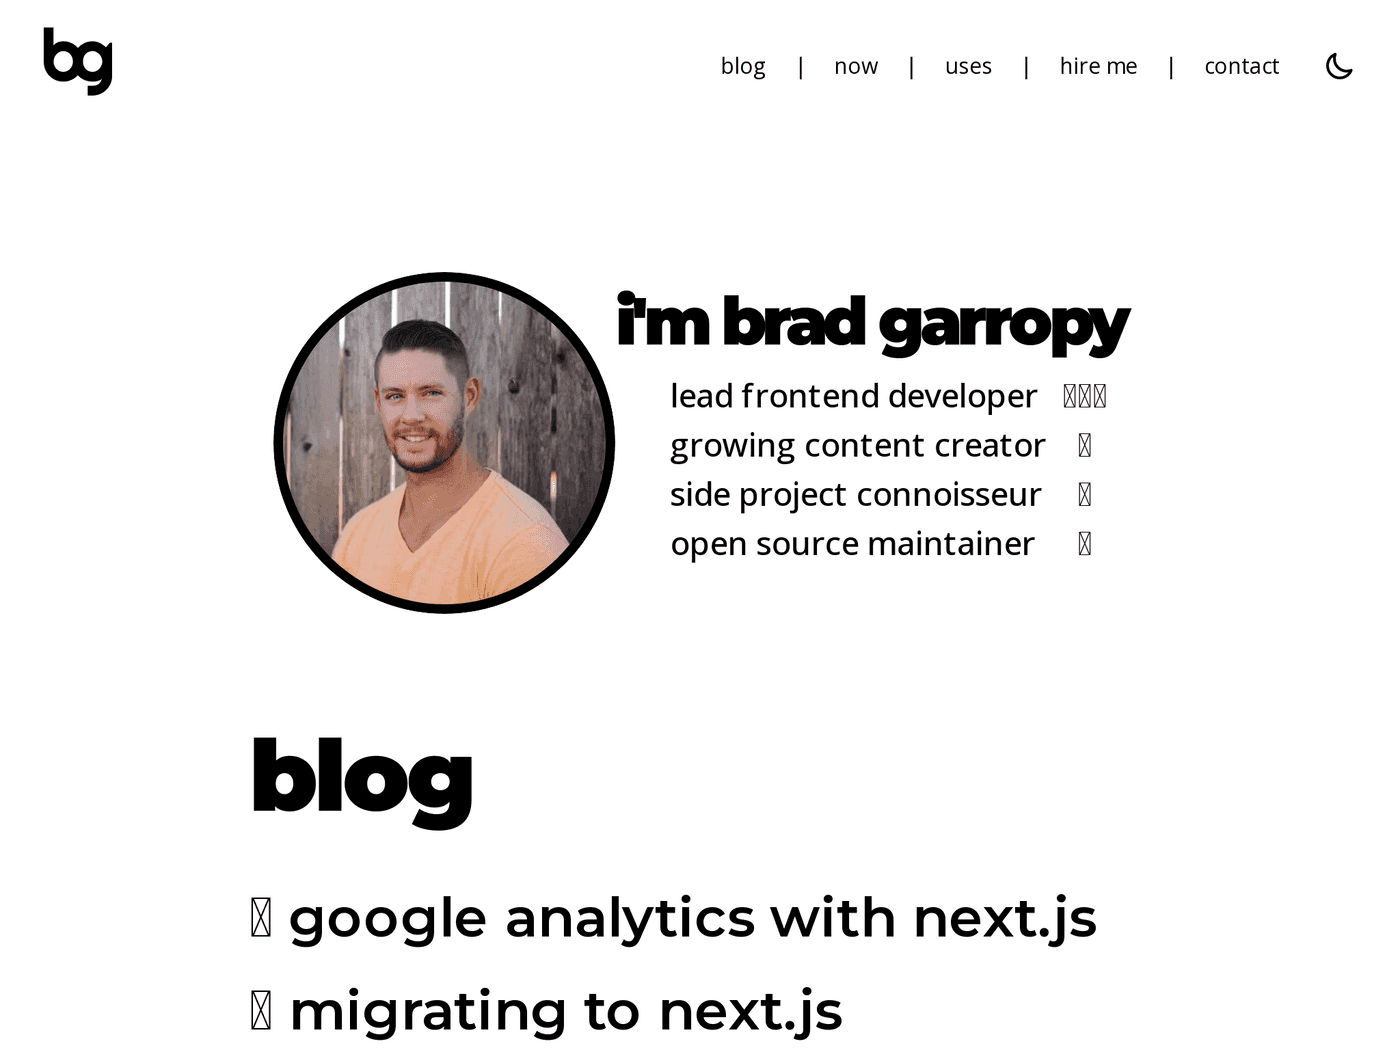 bg
blog | now | uses | hire me | contact
i'm brad garropy
lead frontend developer
growing content creator
side project connoisseur
open source maintainer
blog
google analytics with next.js
migrating to next.js